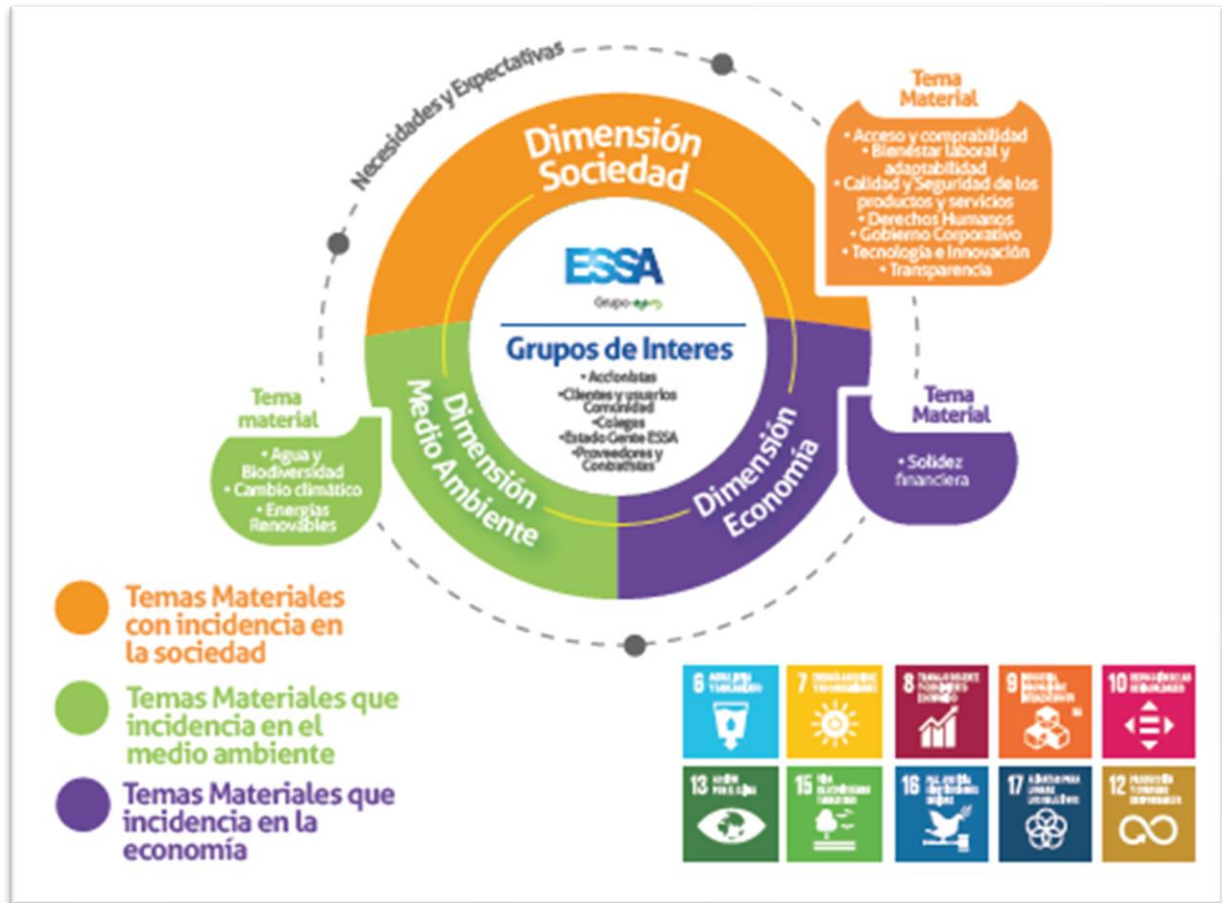 Necesidades y Expectativas
Dimensión
Sociedad
Tema
Material
• Acceso y comprabilidad
• Bienestar laboral y
adaptabilidad
• Calidad y Seguridad de los
productos y servicios
• Derechos Humanos
• Gobierno Corporativo
• Tecnología e Innovación
• Transparencia
ESSA
Grupo epm
Grupos de Interes
• Accionistas
•Clientes y usuarios
Comunidad
•Colegas
•Estado Gente ESSA
•Proveedores y
Contratistas
Tema
material
• Agua y
Biodiversidad
• Cambio climático
• Energías
Renovables
Dimensión
Medio Ambiente
Dimensión
Economía
Tema
Material
• Solidez
financiera
Temas Materiales
con incidencia en
la sociedad
Temas Materiales que
incidencia en el
medio ambiente
Temas Materiales que
incidencia en la
economía
6
7
8
9
10
13
15
16
17
12